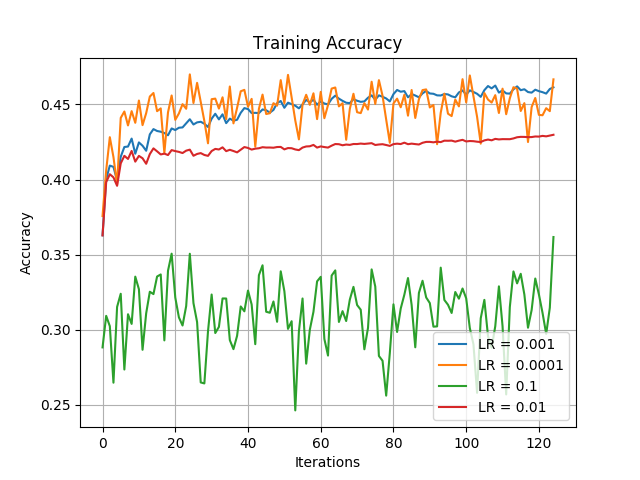 Training Accuracy
Accuracy
0.45
0.40
0.35
0.30
0.25
LR = 0.001
LR = 0.0001
LR = 0.1
LR = 0.01
0
20
40
60
80
100
120
Iterations